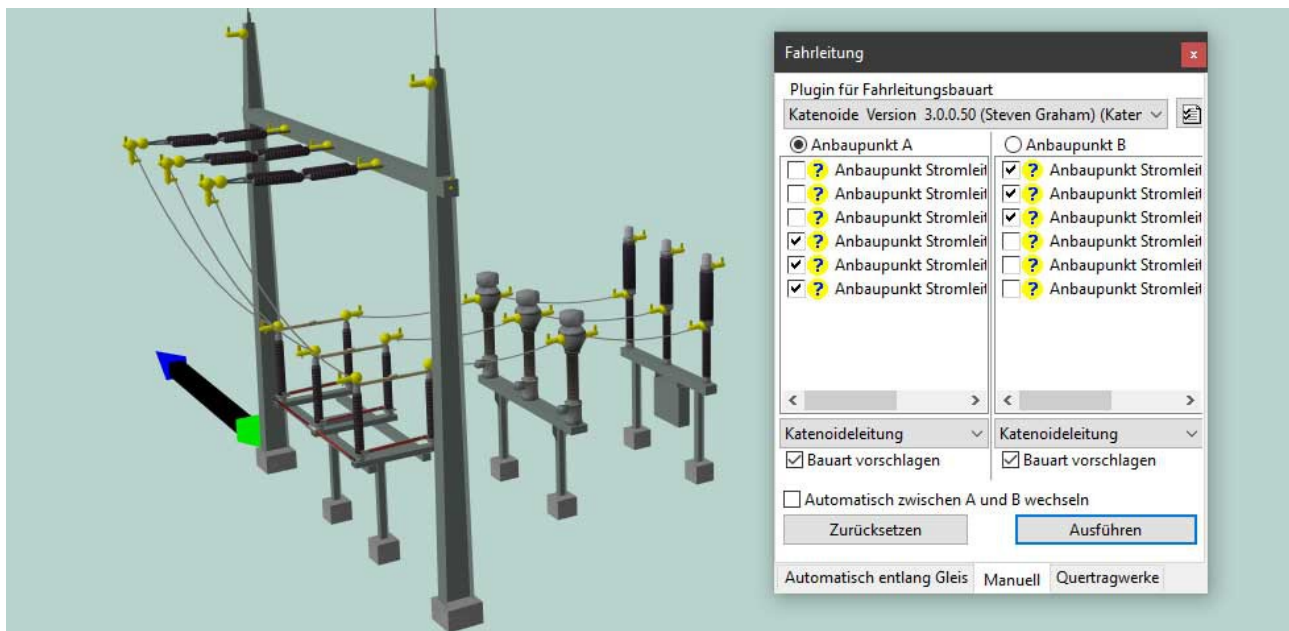 Fahrleitung
x
Plugin für Fahrleitungsbauart
Katenoide Version 3.0.0.50 (Steven Graham) (Kater
Anbaupunkt A
Anbaupunkt B
? Anbaupunkt Stromleit
? Anbaupunkt Stromleit
? Anbaupunkt Stromleit
? Anbaupunkt Stromleit
? Anbaupunkt Stromleit
? Anbaupunkt Stromleit
? Anbaupunkt Stromleit
? Anbaupunkt Stromleit
? Anbaupunkt Stromleit
? Anbaupunkt Stromleit
? Anbaupunkt Stromleit
? Anbaupunkt Stromleit
Katenoideleitung
Katenoideleitung
Bauart vorschlagen
Bauart vorschlagen
Automatisch zwischen A und B wechseln
Zurücksetzen
Ausführen
Automatisch entlang Gleis
Manuell
Quertragwerke